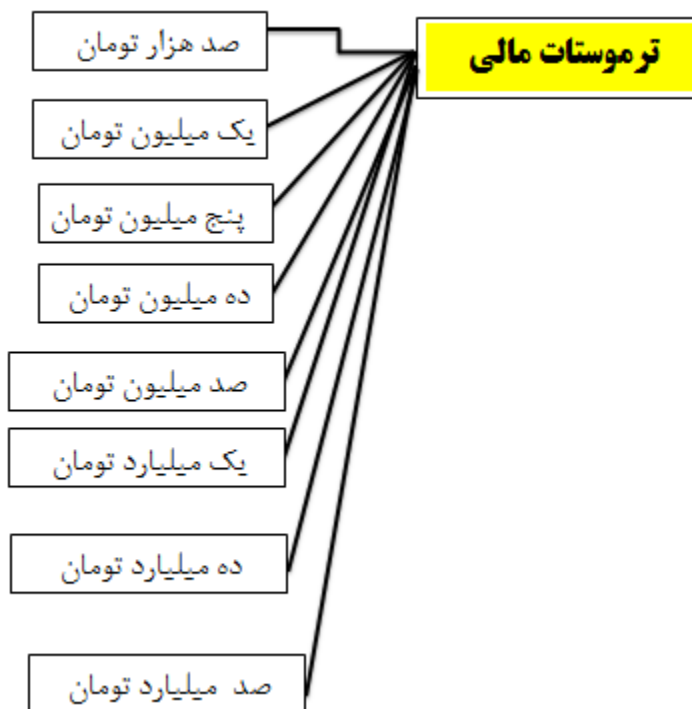 ترموستات مالی
صد هزار تومان
یک میلیون تومان
پنج میلیون تومان
ده میلیون تومان
صد میلیون تومان
یک میلیارد تومان
ده میلیارد تومان
صد میلیارد تومان